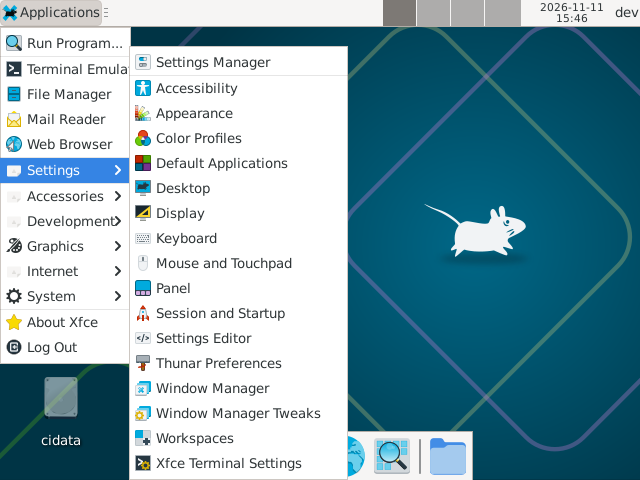 Applications
2026-11-11
15:46
dev
Run Program...
Terminal Emula
File Manager
Mail Reader
Web Browser
Settings
Accessories
Development
Graphics
Internet
System
About Xfce
Log Out
Settings Manager
Accessibility
Appearance
Color Profiles
Default Applications
Desktop
Display
Keyboard
Mouse and Touchpad
Panel
Session and Startup
Settings Editor
Thunar Preferences
Window Manager
Window Manager Tweaks
Workspaces
Xfce Terminal Settings
cidata